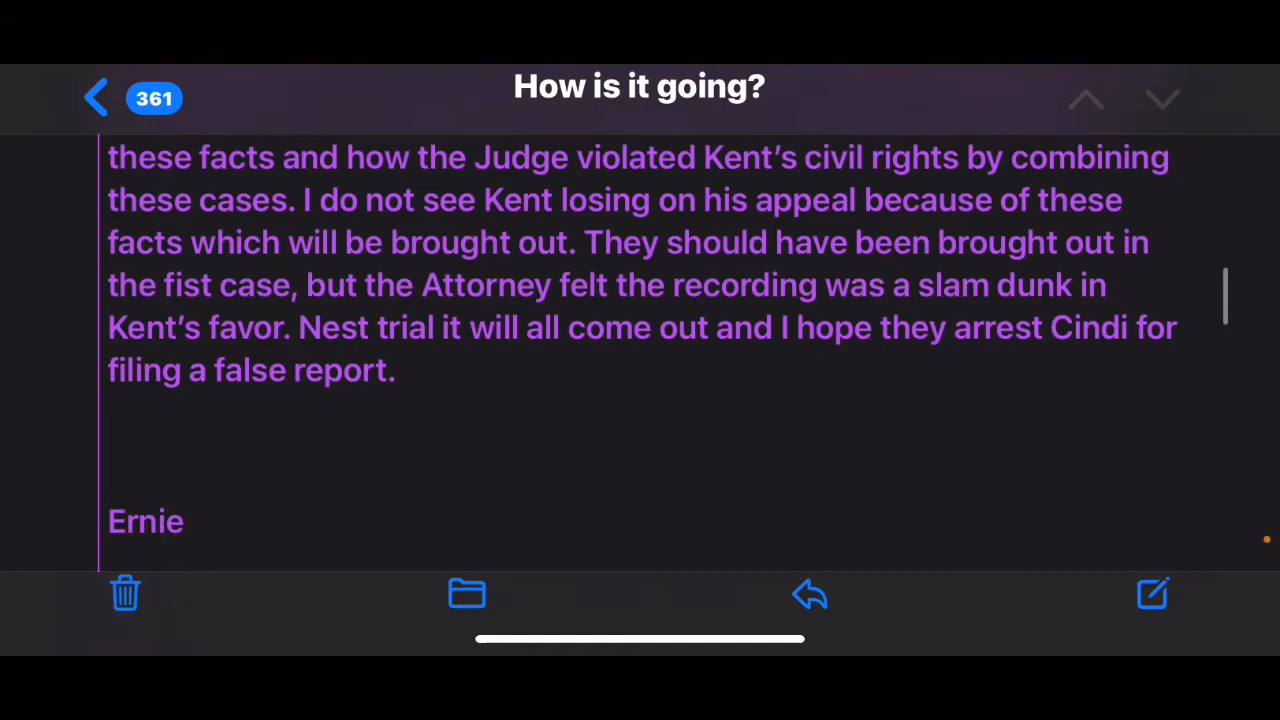 How is it going?
361
these facts and how the Judge violated Kent’s civil rights by combining
these cases. I do not see Kent losing on his appeal because of these
facts which will be brought out. They should have been brought out in
the fist case, but the Attorney felt the recording was a slam dunk in
Kent’s favor. Nest trial it will all come out and I hope they arrest Cindi for
filing a false report.
Ernie